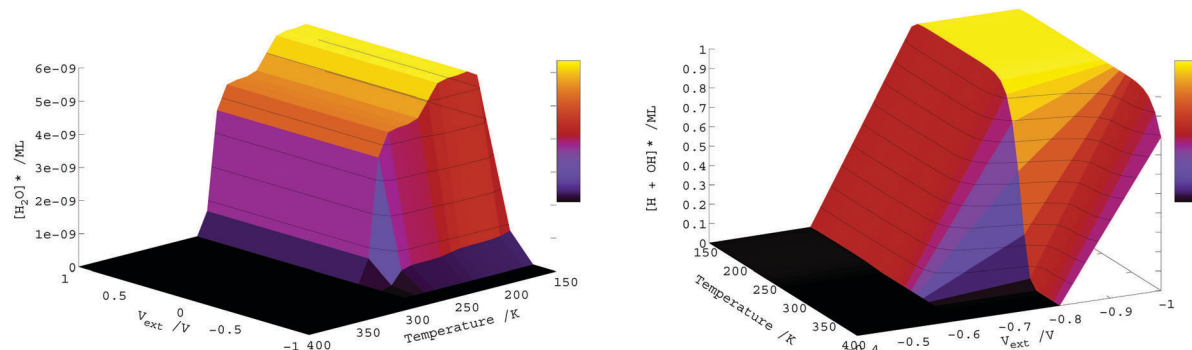 [H₂O]* /ML
6e-09
5e-09
4e-09
3e-09
2e-09
1e-09
0
1
0.5
0
-0.5
-1
V_ext /V
400
350
300
250
200
150
Temperature /K
[H + OH]* /ML
1
0.9
0.8
0.7
0.6
0.5
0.4
0.3
0.2
0.1
0
150
200
250
300
350
400
Temperature /K
-0.5
-0.6
-0.7
-0.8
-0.9
-1
V_ext /V